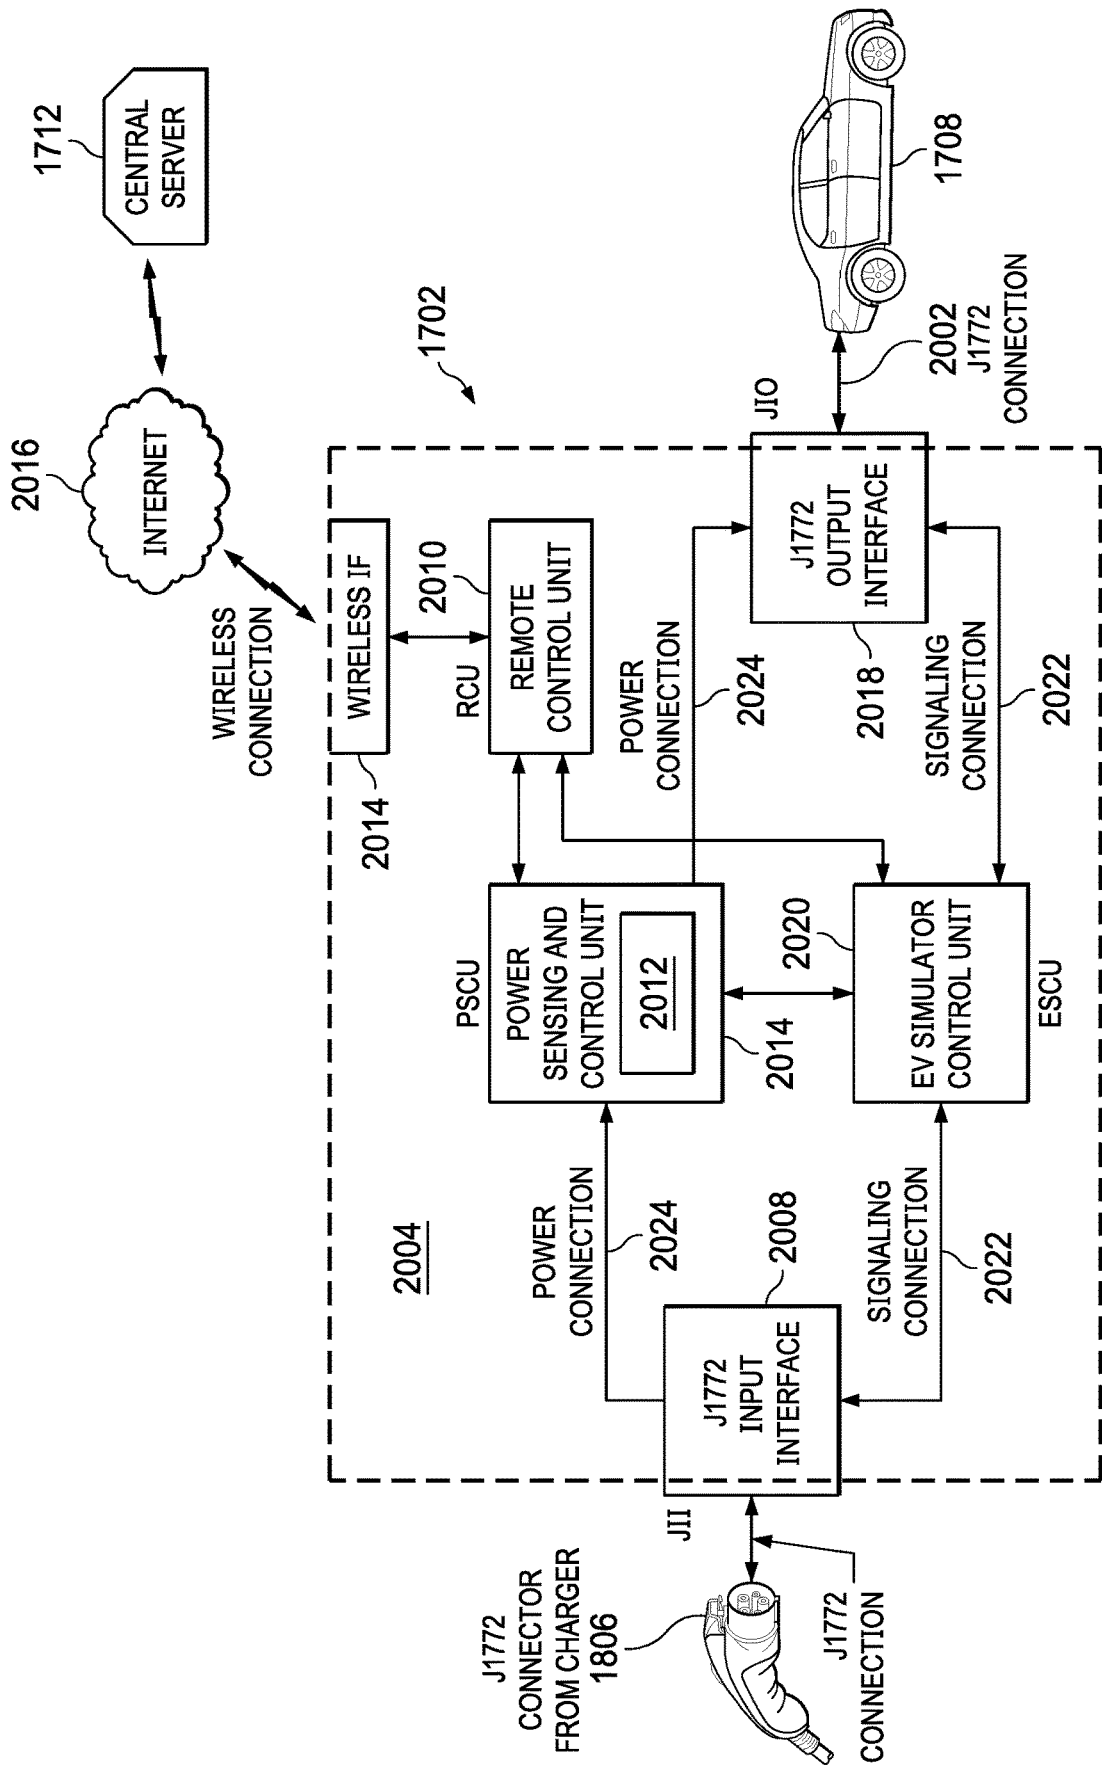 1712
CENTRAL
SERVER
2016
INTERNET
WIRELESS
CONNECTION
1702
2014
WIRELESS IF
RCU
2010
REMOTE
CONTROL UNIT
2004
PSCU
POWER
SENSING AND
CONTROL UNIT
2012
2014
POWER
CONNECTION
2024
POWER
CONNECTION
2024
JIO
J1772
OUTPUT
INTERFACE
2018
2002
J1772
CONNECTION
1708
J1772
CONNECTOR
FROM CHARGER
1806
JII
J1772
INPUT
INTERFACE
2008
J1772
CONNECTION
SIGNALING
CONNECTION
2022
2020
EV SIMULATOR
CONTROL UNIT
ESCU
SIGNALING
CONNECTION
2022